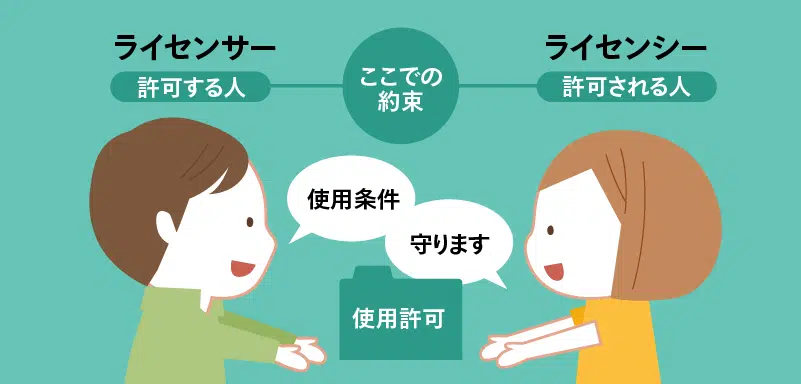 ライセンサー
許可する人
ここでの
約束
ライセンシー
許可される人
使用条件
守ります
使用許可